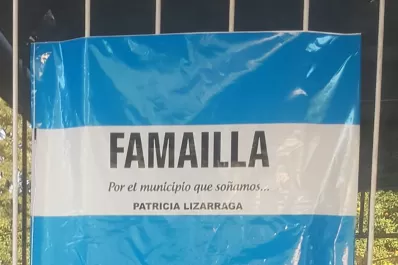 FAMAILLA
Por el municipio que soñamos...
PATRICIA LIZARRAGA